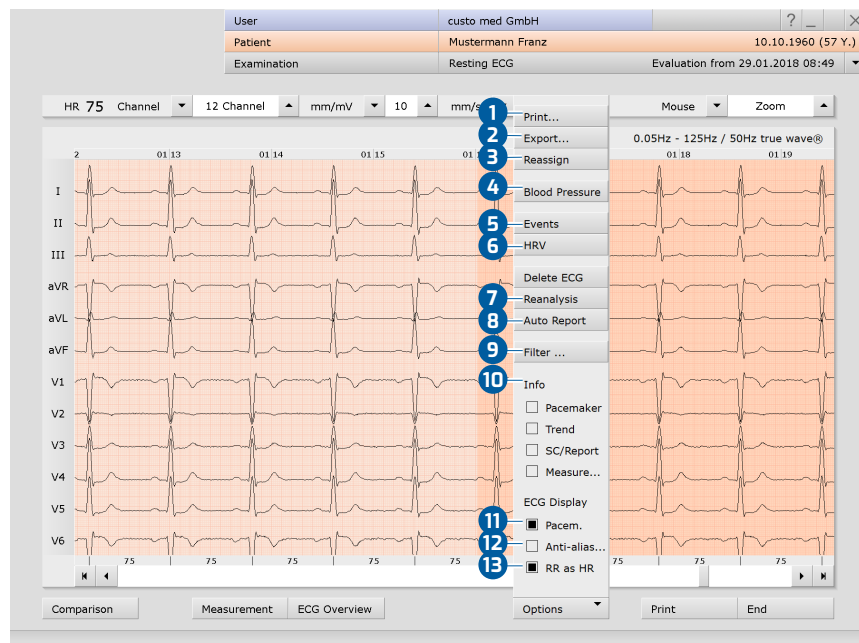 User custo med GmbH ? _ ×
Patient Mustermann Franz 10.10.1960 (57 Y.)
Examination Resting ECG Evaluation from 29.01.2018 08:49
HR 75 Channel 12 Channel mm/mV 10 mm/s Mouse Zoom
0.05Hz - 125Hz / 50Hz true wave®
2 01:13 01:14 01:15 01: 01:18 01:19
1 Print...
2 Export...
3 Reassign
4 Blood Pressure
5 Events
6 HRV
Delete ECG
7 Reanalysis
8 Auto Report
9 Filter ...
10 Info
Pacemaker
Trend
SC/Report
Measure...
ECG Display
11 Pacem.
12 Anti-alias...
13 RR as HR
I
II
III
aVR
aVL
aVF
V1
V2
V3
V4
V5
V6
75 75 75 75 75 75 75 75
Comparison Measurement ECG Overview Options Print End